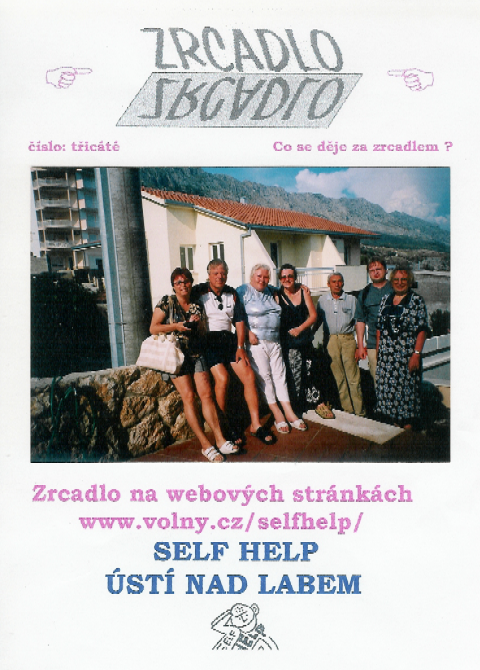 ZRCADLO
ZRCADLO
číslo: třicáté
Co se děje za zrcadlem ?
Zrcadlo na webových stránkách
www.volny.cz/selfhelp/
SELF HELP
ÚSTÍ NAD LABEM